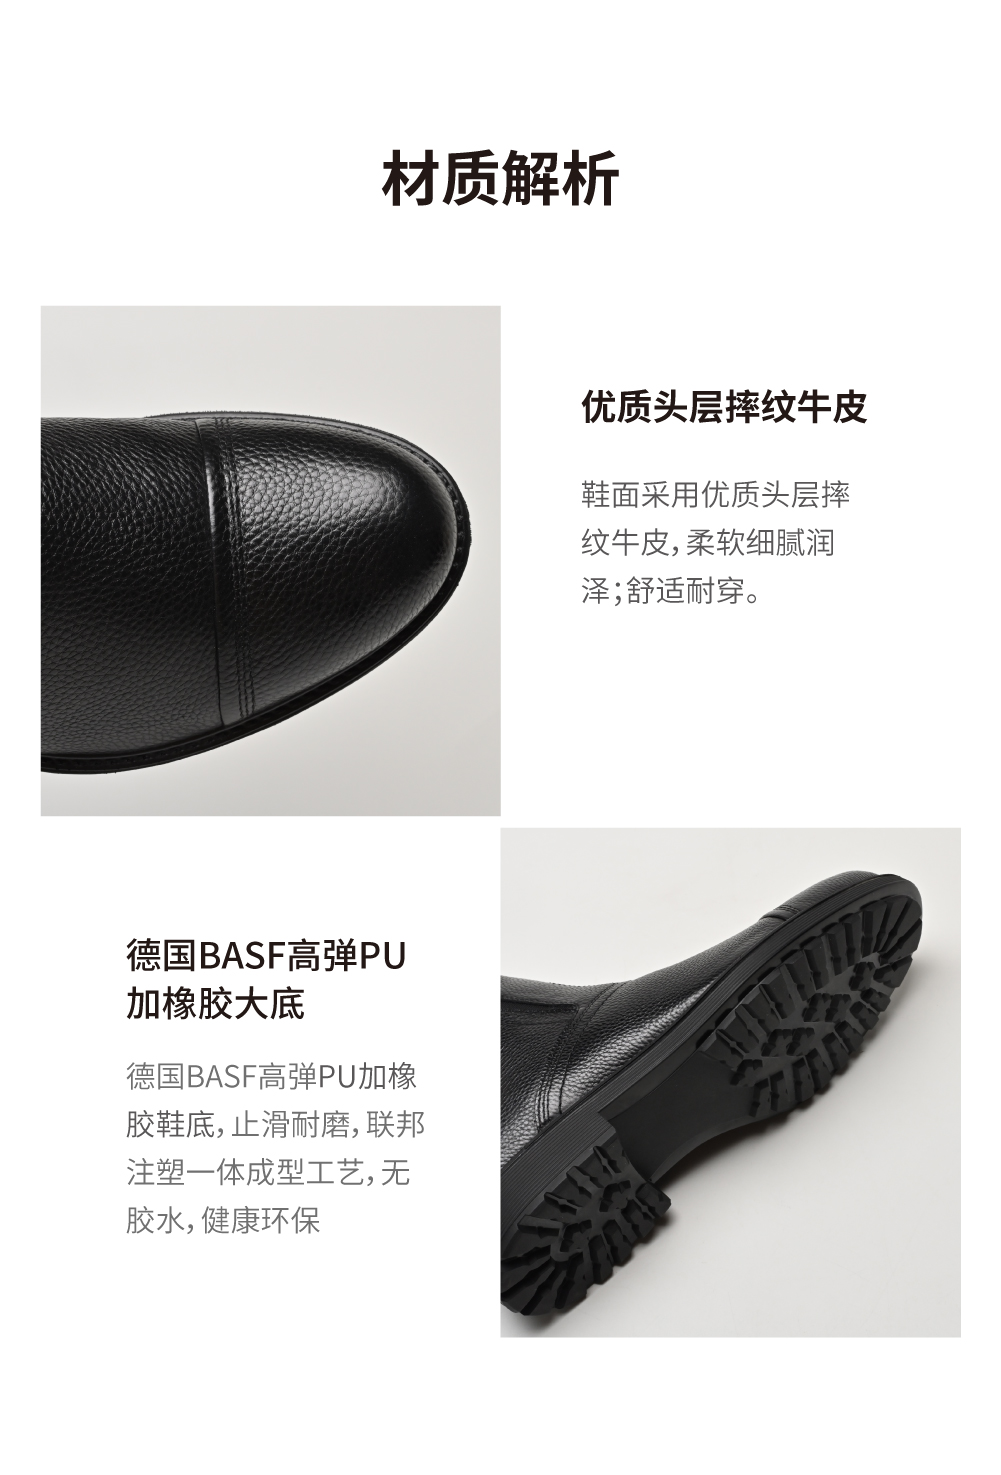 材质解析
优质头层摔纹牛皮
鞋面采用优质头层摔
纹牛皮，柔软细腻润
泽；舒适耐穿。
德国BASF高弹PU
加橡胶大底
德国BASF高弹PU加橡
胶鞋底，止滑耐磨，联邦
注塑一体成型工艺，无
胶水，健康环保